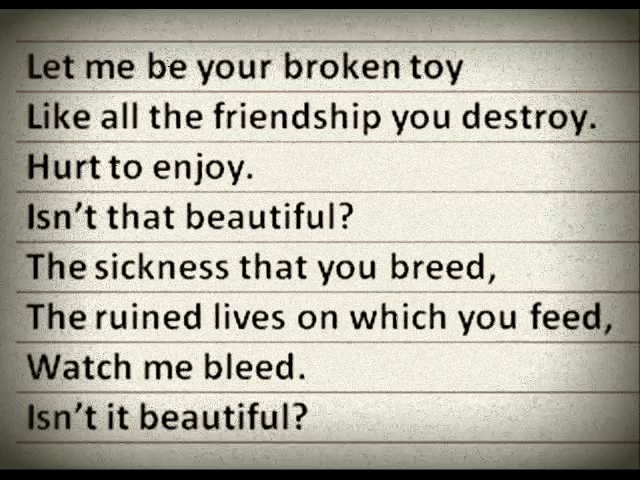 Let me be your broken toy
Like all the friendship you destroy.
Hurt to enjoy.
Isn't that beautiful?
The sickness that you breed,
The ruined lives on which you feed,
Watch me bleed.
Isn't it beautiful?